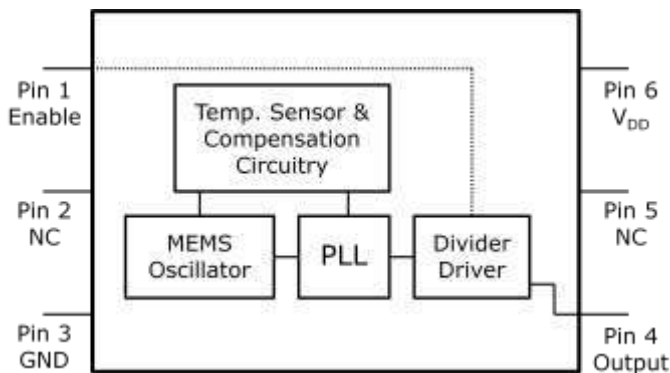 Pin 1
Enable
Pin 2
NC
Pin 3
GND
Temp. Sensor &
Compensation
Circuitry
MEMS
Oscillator
PLL
Divider
Driver
Pin 6
VDD
Pin 5
NC
Pin 4
Output